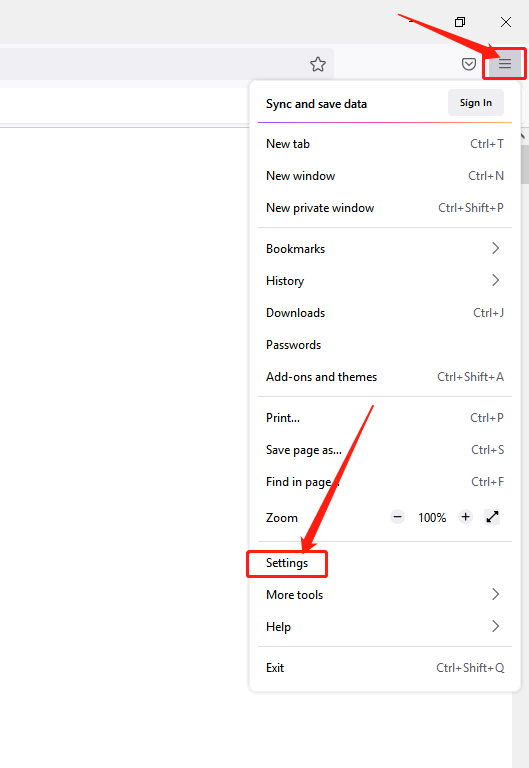 Sync and save data Sign In
New tab Ctrl+T
New window Ctrl+N
New private window Ctrl+Shift+P
Bookmarks
History
Downloads Ctrl+J
Passwords
Add-ons and themes Ctrl+Shift+A
Print... Ctrl+P
Save page as... Ctrl+S
Find in page... Ctrl+F
Zoom 100%
Settings
More tools
Help
Exit Ctrl+Shift+Q